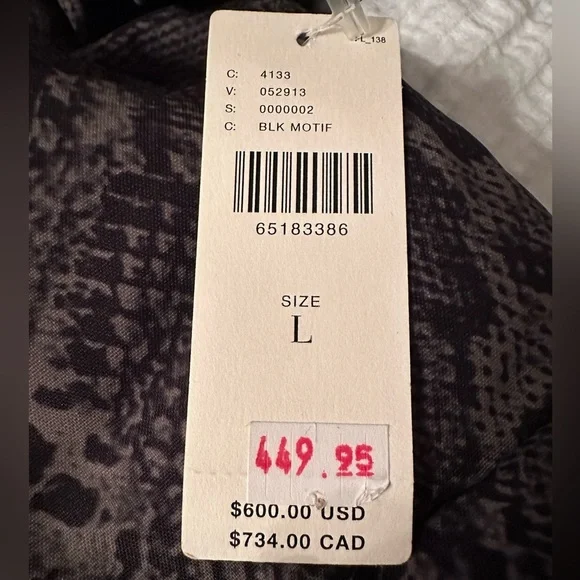 C: 4133
V: 052913
S: 0000002
C: BLK MOTIF
65183386
SIZE
L
449.95
$600.00 USD
$734.00 CAD